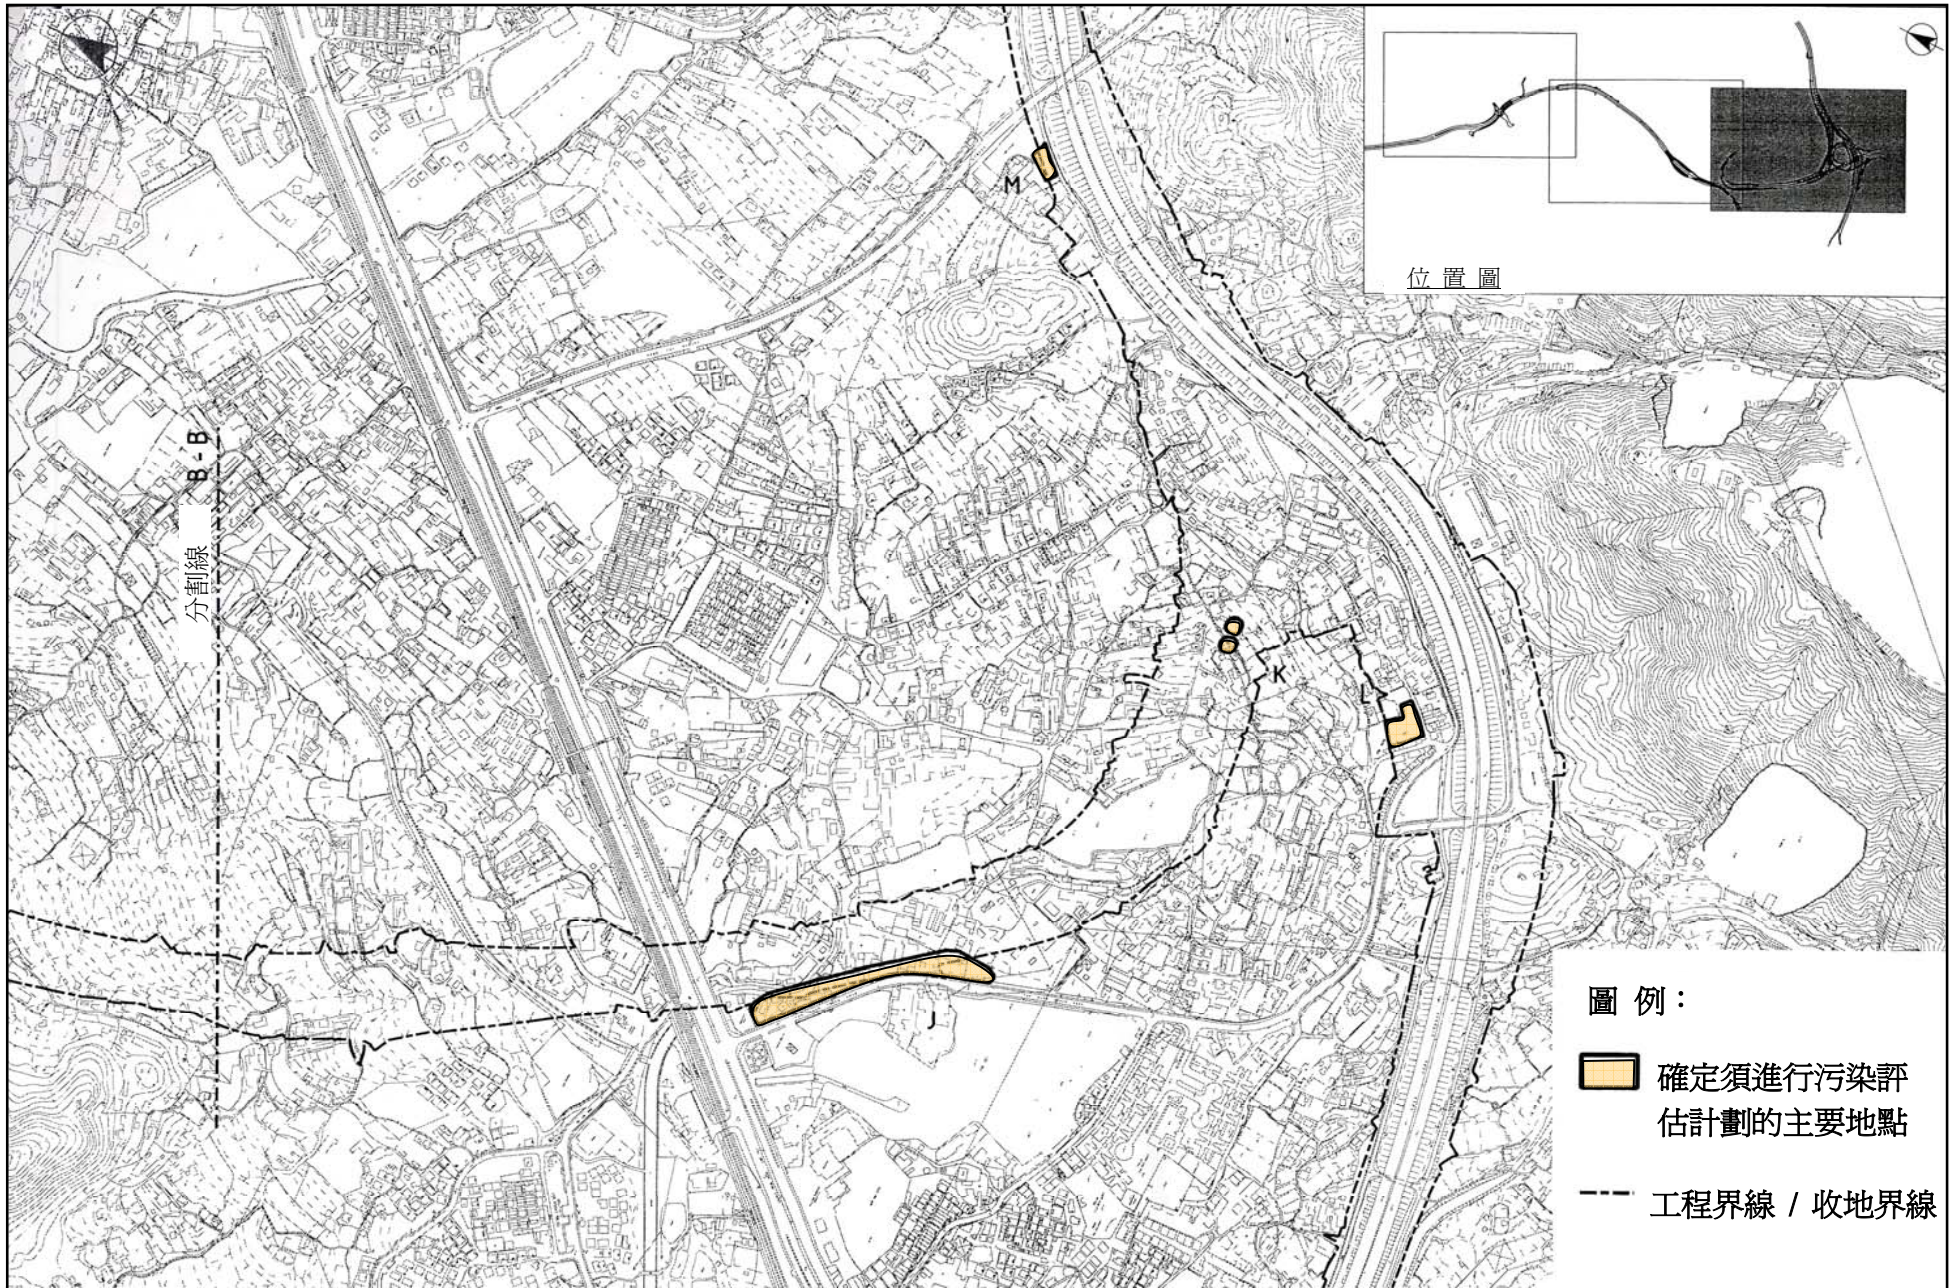 位置圖
M
B-B
分割線
K
L
J
圖 例：
確定須進行污染評
估計劃的主要地點
工程界線 / 收地界線